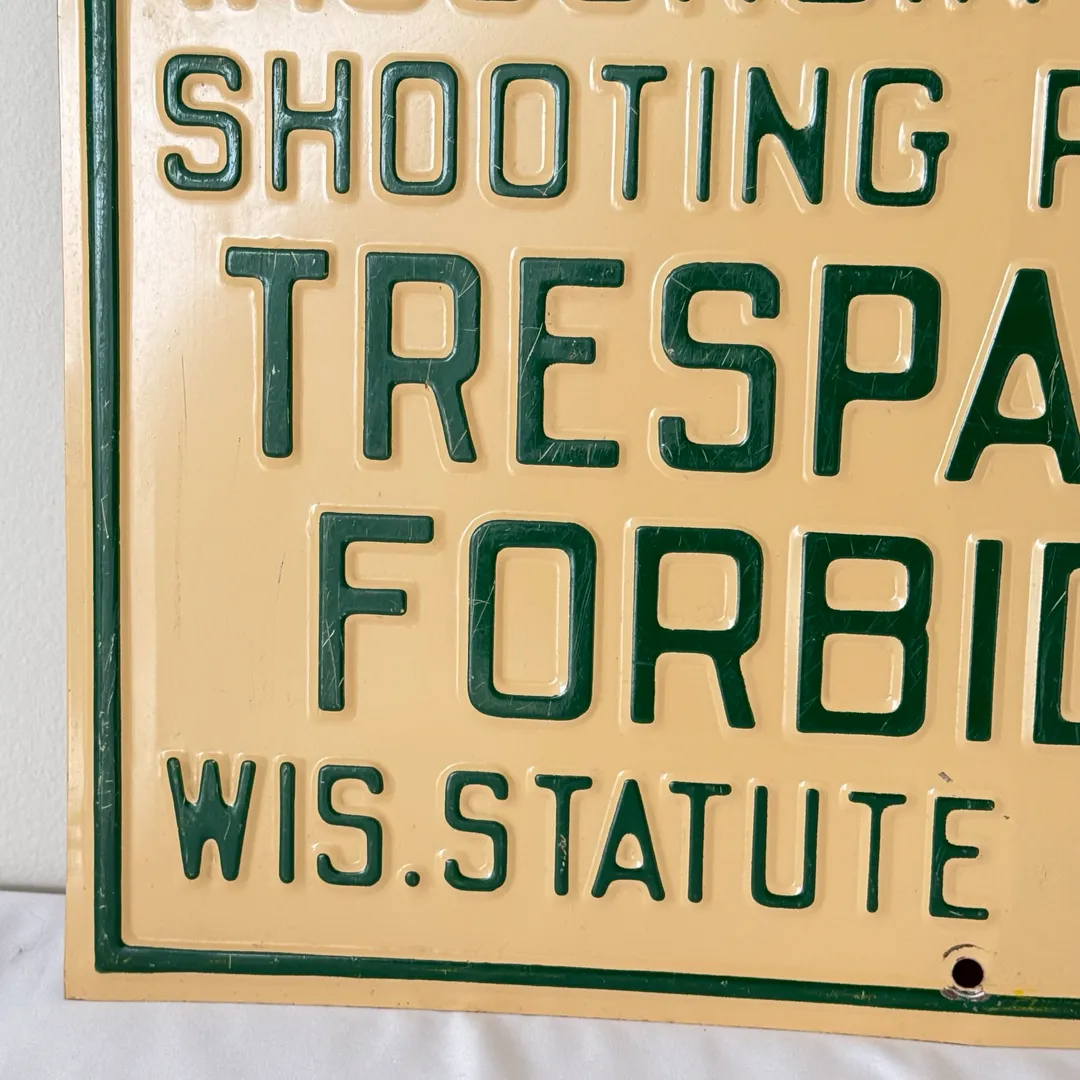 SHOOTING
TRESPA
FORBID
WIS. STATUTE